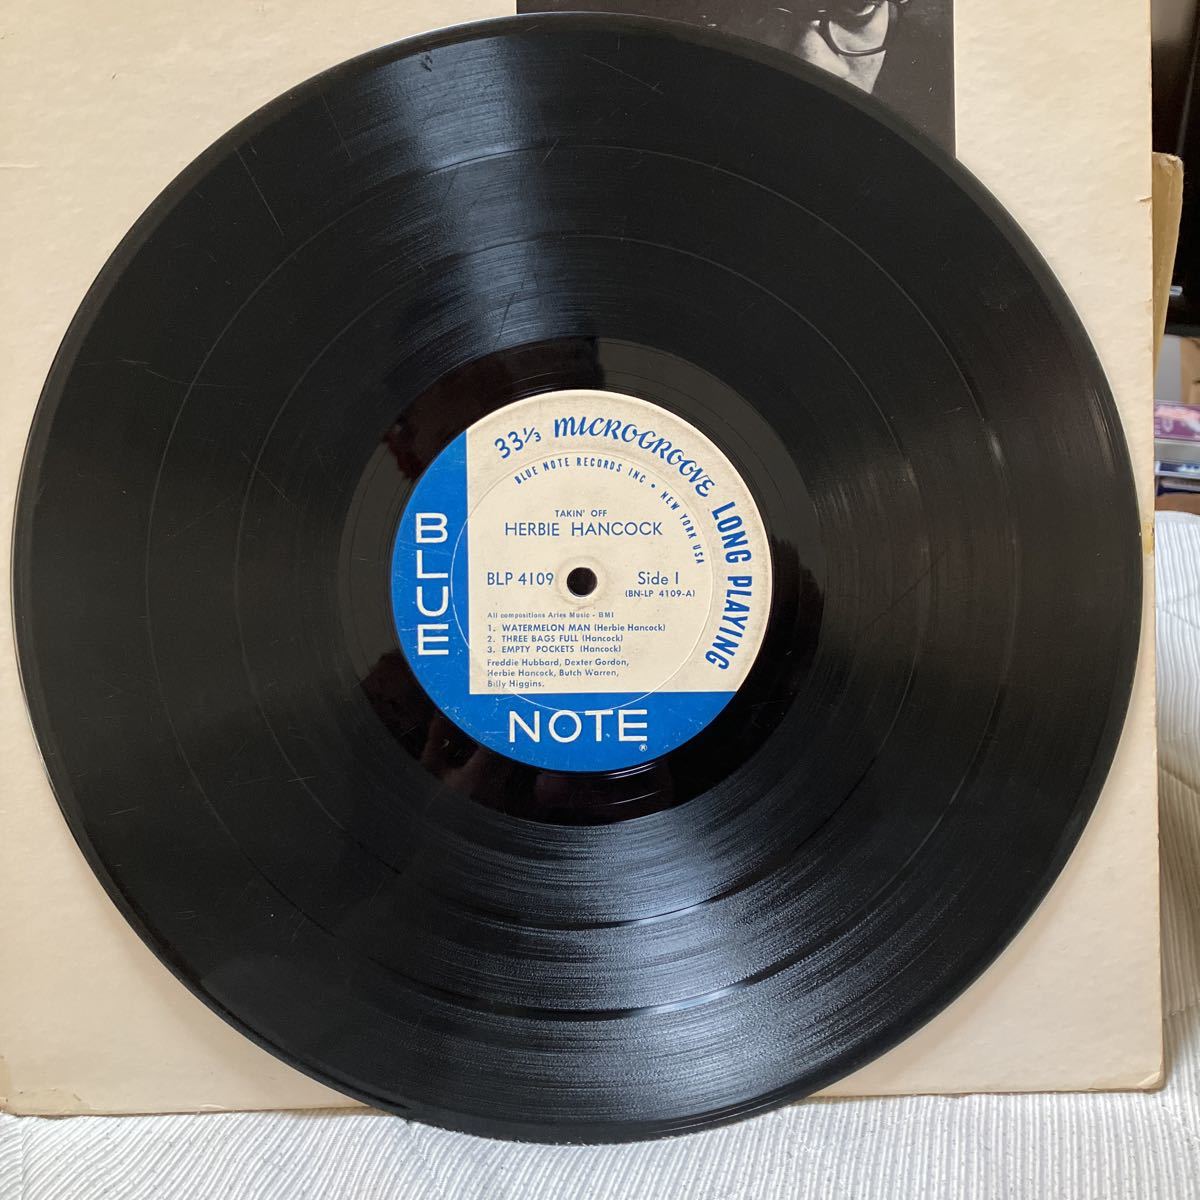 33⅓ MICROGROOVE LONG PLAYING
BLUE NOTE RECORDS INC • NEW YORK USA
TAKIN' OFF
HERBIE HANCOCK
BLP 4109 Side 1
(BN-LP 4109-A)
All compositions Aries Music - BMI
1. WATERMELON MAN (Herbie Hancock)
2. THREE BAGS FULL (Hancock)
3. EMPTY POCKETS (Hancock)
Freddie Hubbard, Dexter Gordon,
Herbie Hancock, Butch Warren,
Billy Higgins.
BLUE
NOTE®